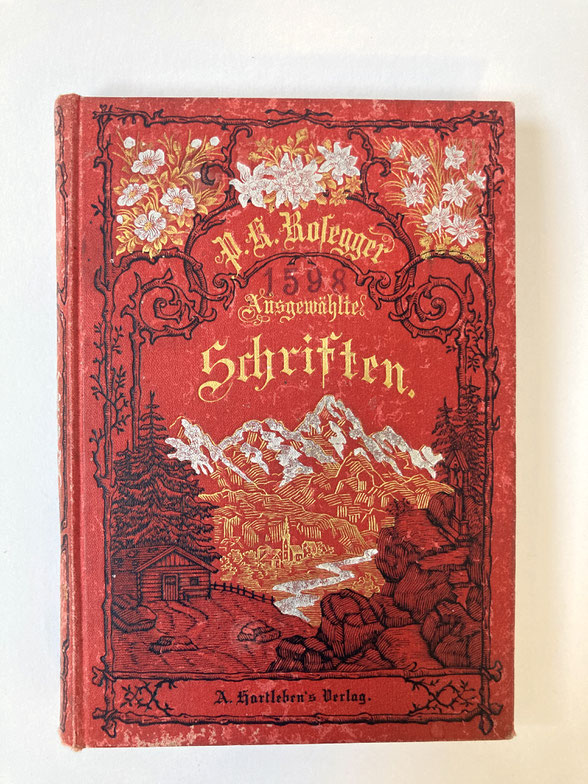 P. K. Rosegger
1598
Ausgewählte
Schriften.
A. Hartleben's Verlag.